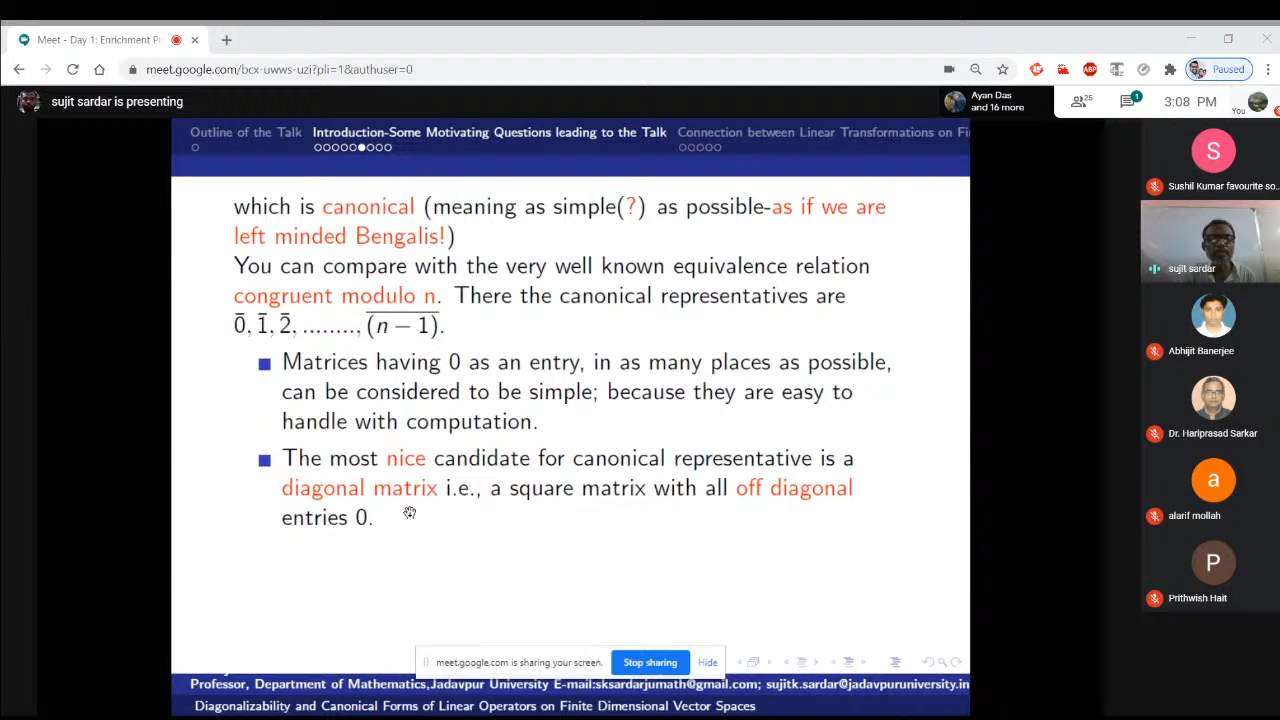 Meet - Day 1: Enrichment Pr
meet.google.com/bcx-uwws-uzi?pli=1&authuser=0
ABP
Paused
sujit sardar is presenting
Ayan Das
and 16 more
25
1
3:08 PM
You
Outline of the Talk
Introduction-Some Motivating Questions leading to the Talk
Connection between Linear Transformations on Fi
which is canonical (meaning as simple(?) as possible-as if we are
left minded Bengalis!)
You can compare with the very well known equivalence relation
congruent modulo n. There the canonical representatives are
0̄, 1̄, 2̄, ........, (n − 1)̅.
Matrices having 0 as an entry, in as many places as possible,
can be considered to be simple; because they are easy to
handle with computation.
The most nice candidate for canonical representative is a
diagonal matrix i.e., a square matrix with all off diagonal
entries 0.
S
Sushil Kumar favourite so...
sujit sardar
Abhijit Banerjee
Dr. Hariprasad Sarkar
a
alarif mollah
P
Prithwish Hait
meet.google.com is sharing your screen.
Stop sharing
Hide
Professor, Department of Mathematics,Jadavpur University E-mail:sksardarjumath@gmail.com; sujitk.sardar@jadavpuruniversity.in
Diagonalizability and Canonical Forms of Linear Operators on Finite Dimensional Vector Spaces